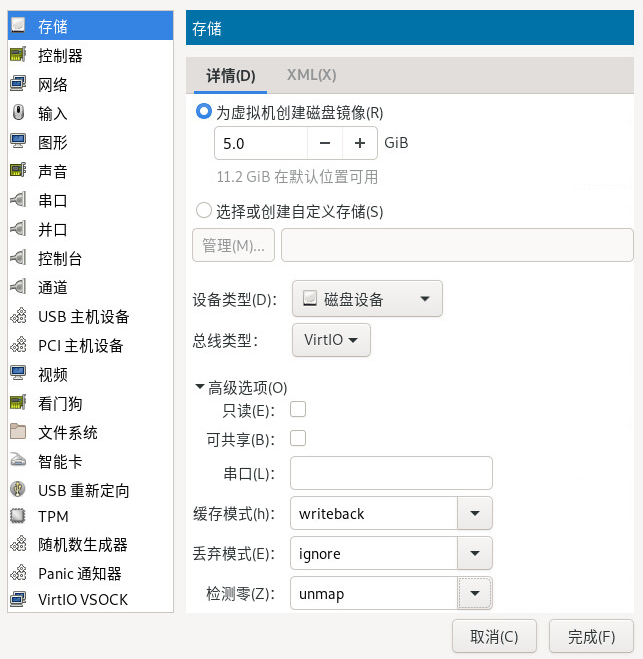 存储
控制器
网络
输入
图形
声音
串口
并口
控制台
通道
USB 主机设备
PCI 主机设备
视频
看门狗
文件系统
智能卡
USB 重新定向
TPM
随机数生成器
Panic 通知器
VirtIO VSOCK
存储
详情(D) XML(X)
为虚拟机创建磁盘镜像(R)
5.0 − + GiB
11.2 GiB 在默认位置可用
选择或创建自定义存储(S)
管理(M)...
设备类型(D)： 磁盘设备
总线类型： VirtIO
高级选项(O)
只读(E)：
可共享(B)：
串口(L)：
缓存模式(h)： writeback
丢弃模式(E)： ignore
检测零(Z)： unmap
取消(C) 完成(F)